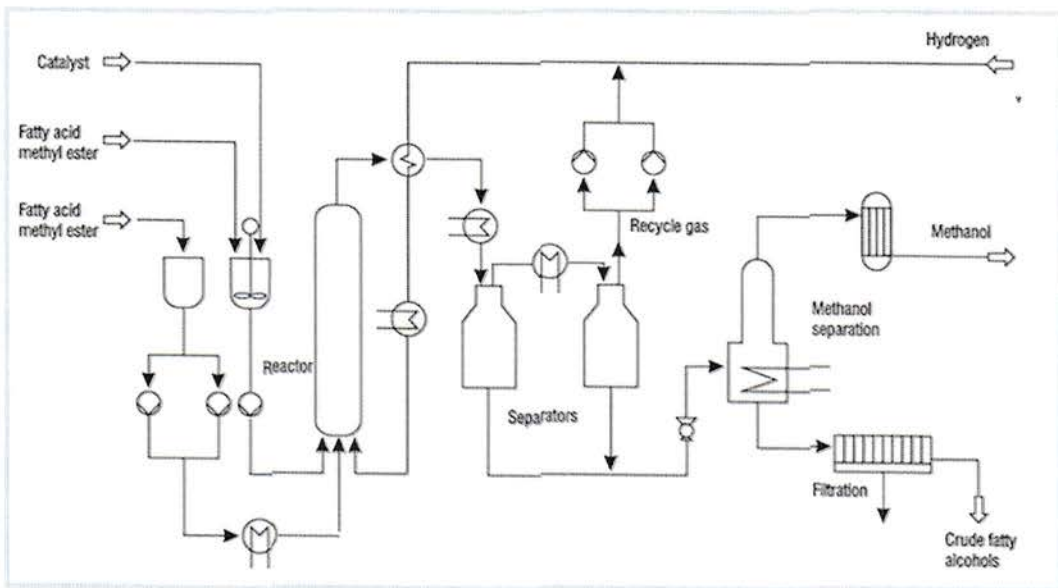 Hydrogen
Catalyst
Fatty acid
methyl ester
Fatty acid
methyl ester
Recycle gas
Methanol
Methanol
separation
Reactor
Separators
Filtration
Crude fatty
alcohols